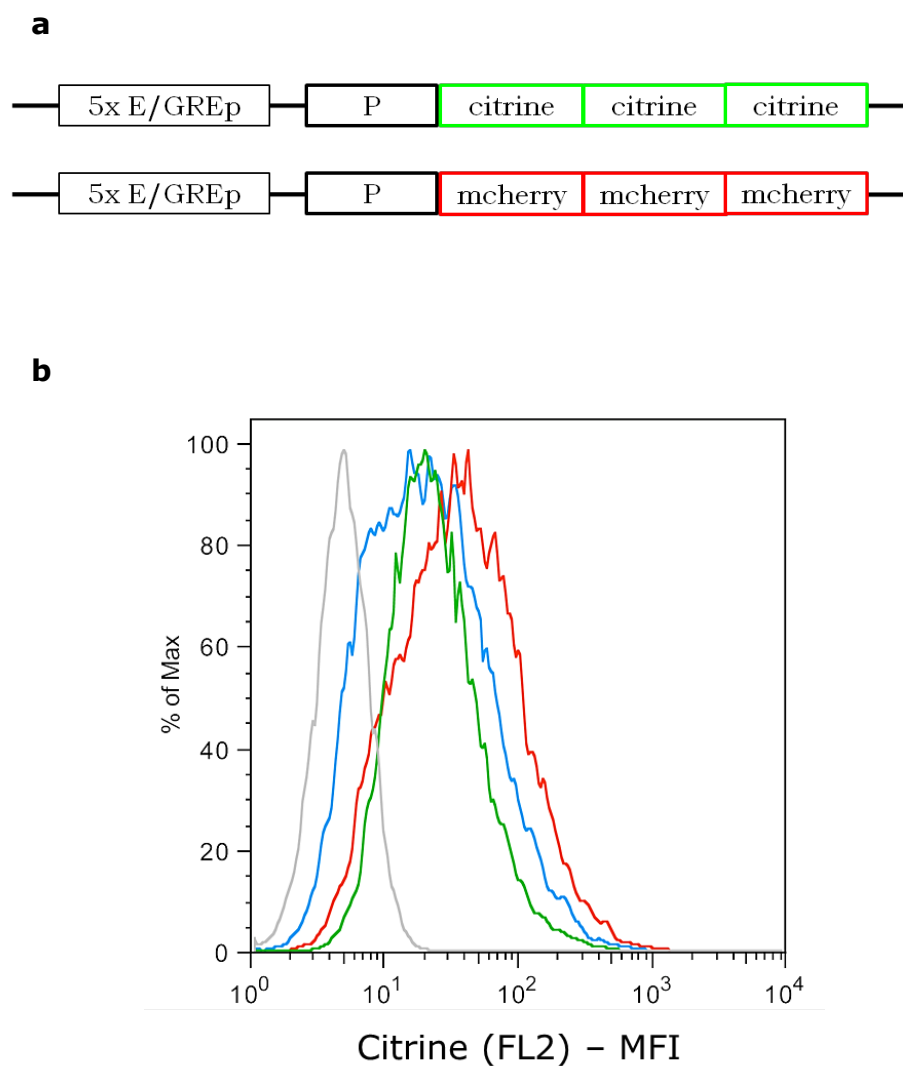 a
5x E/GREp P citrine citrine citrine
5x E/GREp P mcherry mcherry mcherry
b
100
80
60
40
20
0
% of Max
10⁰ 10¹ 10² 10³ 10⁴
Citrine (FL2) – MFI